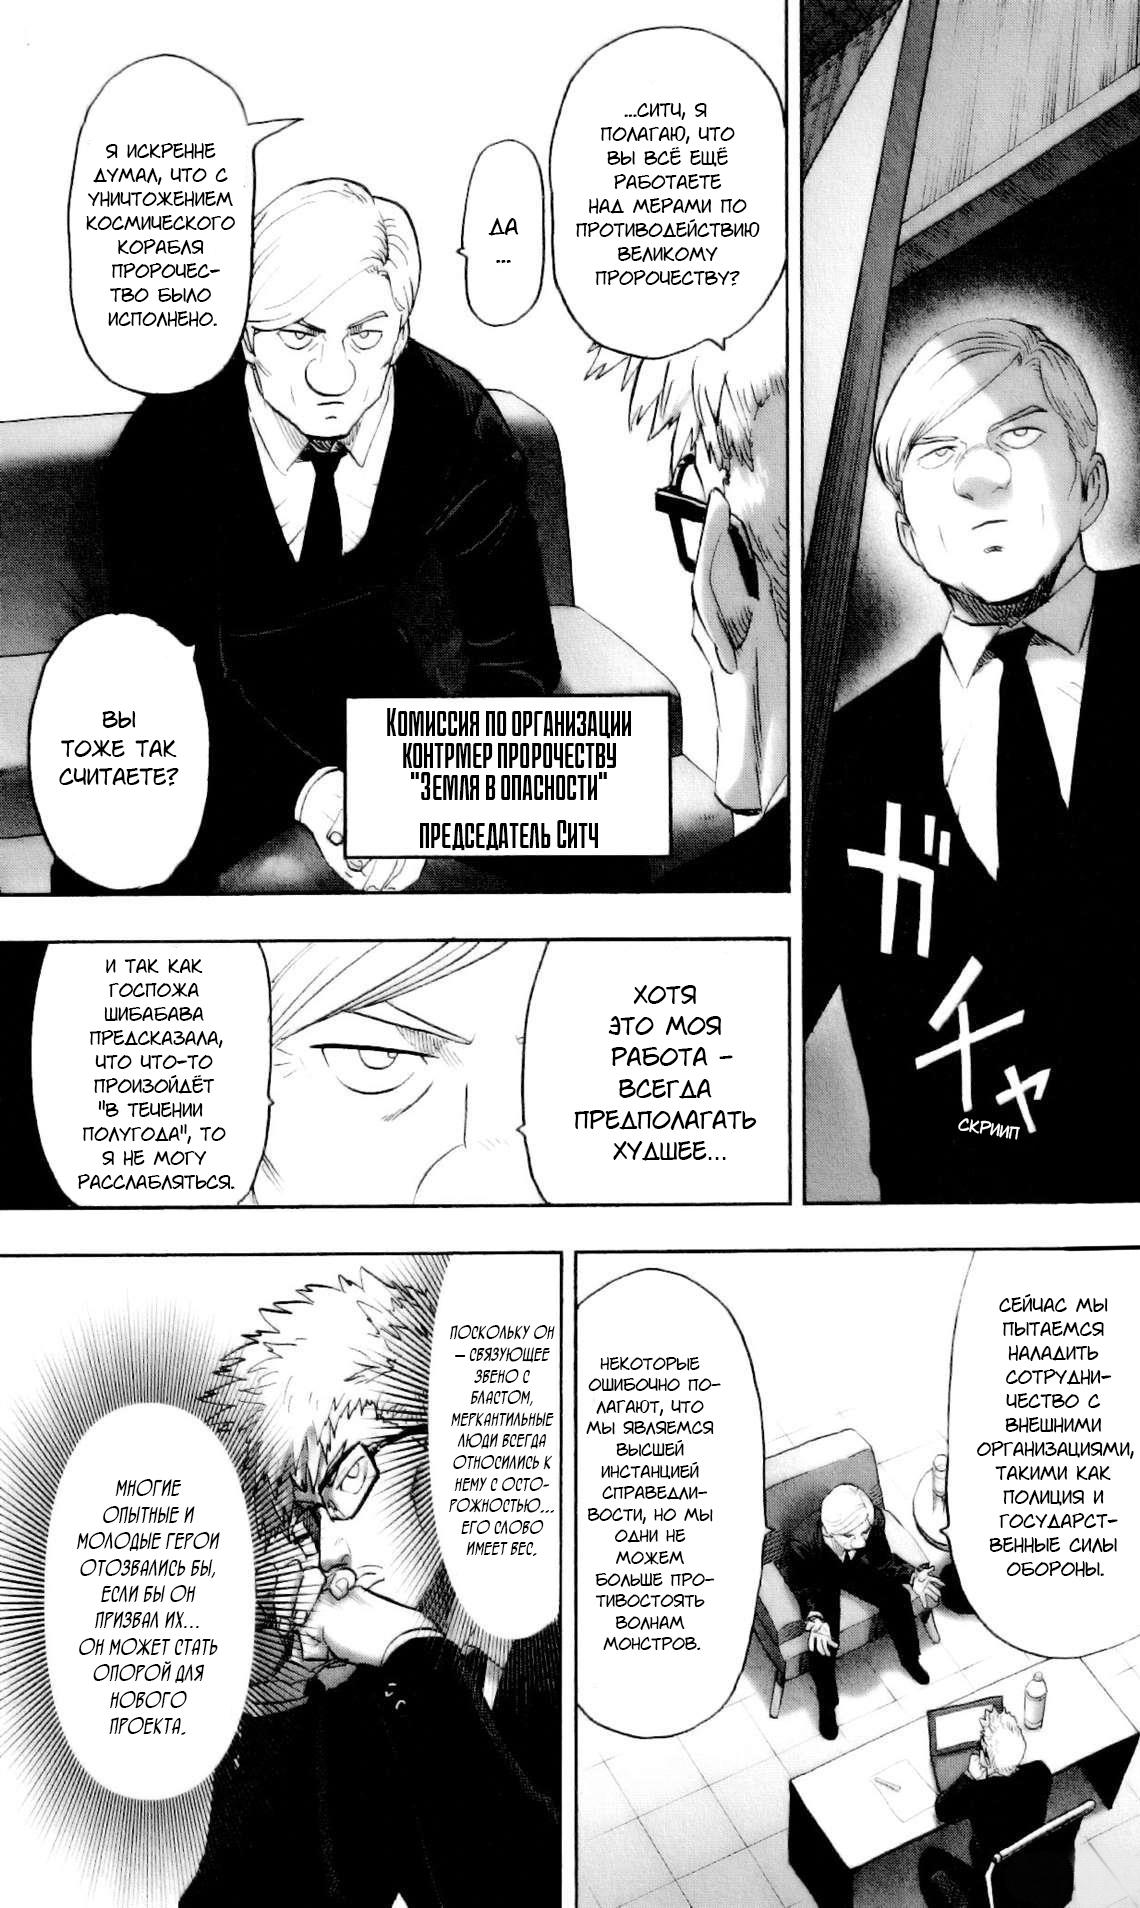 ...СИТЧ, Я
ПОЛАГАЮ, ЧТО
ВЫ ВСЁ ЕЩЁ
РАБОТАЕТЕ
НАД МЕРАМИ ПО
ПРОТИВОДЕЙСТВИЮ
ВЕЛИКОМУ
ПРОРОЧЕСТВУ?
ДА
...
Я ИСКРЕННЕ
ДУМАЛ, ЧТО С
УНИЧТОЖЕНИЕМ
КОСМИЧЕСКОГО
КОРАБЛЯ
ПРОРОЧЕС-
ТВО БЫЛО
ИСПОЛНЕНО.
ВЫ
ТОЖЕ ТАК
СЧИТАЕТЕ?
КОМИССИЯ ПО ОРГАНИЗАЦИИ
КОНТРМЕР ПРОРОЧЕСТВУ
"ЗЕМЛЯ В ОПАСНОСТИ"
ПРЕДСЕДАТЕЛЬ СИТЧ
ガチャ
СКРИИП
ХОТЯ
ЭТО МОЯ
РАБОТА –
ВСЕГДА
ПРЕДПОЛАГАТЬ
ХУДШЕЕ...
И ТАК КАК
ГОСПОЖА
ШИБАБАВА
ПРЕДСКАЗАЛА,
ЧТО ЧТО-ТО
ПРОИЗОЙДЁТ
"В ТЕЧЕНИИ
ПОЛУГОДА", ТО
Я НЕ МОГУ
РАССЛАБЛЯТЬСЯ.
СЕЙЧАС МЫ
ПЫТАЕМСЯ
НАЛАДИТЬ
СОТРУДНИ-
ЧЕСТВО С
ВНЕШНИМИ
ОРГАНИЗАЦИЯМИ,
ТАКИМИ КАК
ПОЛИЦИЯ И
ГОСУДАРСТ-
ВЕННЫЕ СИЛЫ
ОБОРОНЫ.
НЕКОТОРЫЕ
ОШИБОЧНО ПО-
ЛАГАЮТ, ЧТО
МЫ ЯВЛЯЕМСЯ
ВЫСШЕЙ
ИНСТАНЦИЕЙ
СПРАВЕДЛИ-
ВОСТИ, НО МЫ
ОДНИ НЕ
МОЖЕМ
БОЛЬШЕ ПРО-
ТИВОСТОЯТЬ
ВОЛНАМ
МОНСТРОВ.
ПОСКОЛЬКУ ОН
– СВЯЗУЮЩЕЕ
ЗВЕНО С
БЛАСТОМ,
МЕРКАНТИЛЬНЫЕ
ЛЮДИ ВСЕГДА
ОТНОСИЛИСЬ К
НЕМУ С ОСТО-
РОЖНОСТЬЮ...
ЕГО СЛОВО
ИМЕЕТ ВЕС.
МНОГИЕ
ОПЫТНЫЕ И
МОЛОДЫЕ ГЕРОИ
ОТОЗВАЛИСЬ БЫ,
ЕСЛИ БЫ ОН
ПРИЗВАЛ ИХ...
ОН МОЖЕТ СТАТЬ
ОПОРОЙ ДЛЯ
НОВОГО
ПРОЕКТА.